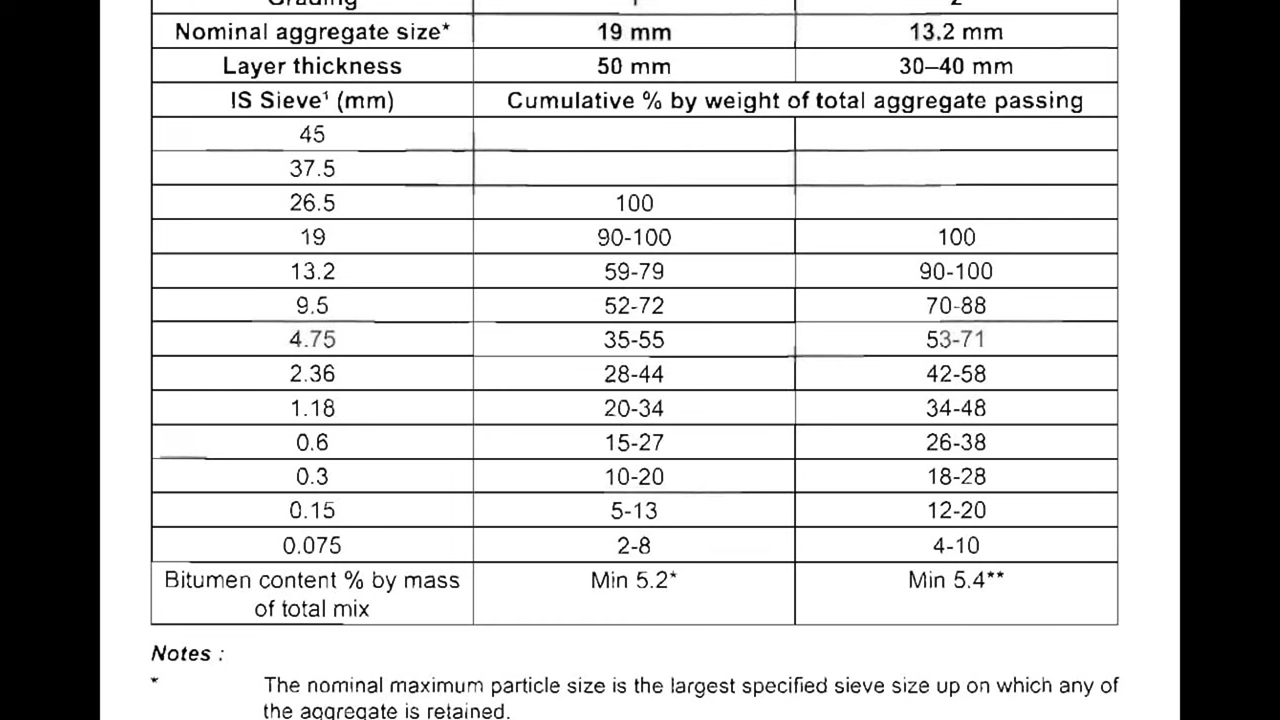 Grading 1 2
Nominal aggregate size* 19 mm 13.2 mm
Layer thickness 50 mm 30–40 mm
IS Sieve¹ (mm) Cumulative % by weight of total aggregate passing
45
37.5
26.5 100
19 90-100 100
13.2 59-79 90-100
9.5 52-72 70-88
4.75 35-55 53-71
2.36 28-44 42-58
1.18 20-34 34-48
0.6 15-27 26-38
0.3 10-20 18-28
0.15 5-13 12-20
0.075 2-8 4-10
Bitumen content % by mass Min 5.2* Min 5.4**
of total mix
Notes :
* The nominal maximum particle size is the largest specified sieve size up on which any of
the aggregate is retained.